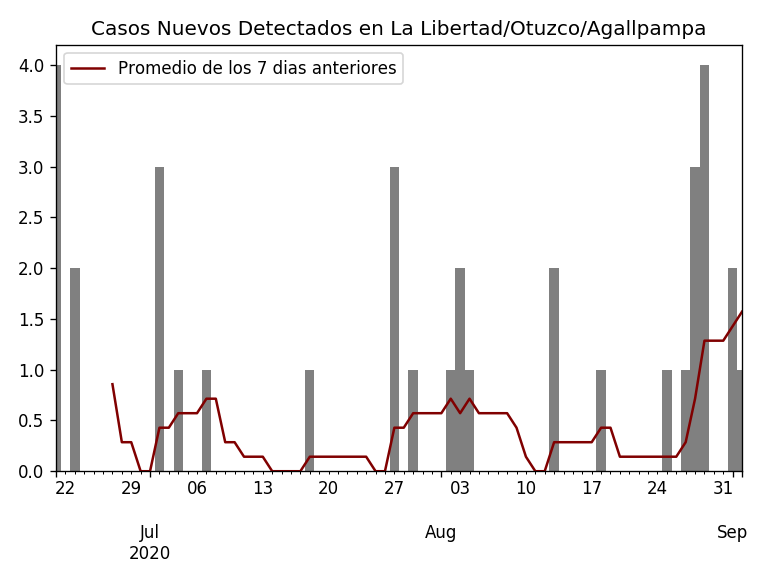 Casos Nuevos Detectados en La Libertad/Otuzco/Agallpampa
Promedio de los 7 dias anteriores
4.0
3.5
3.0
2.5
2.0
1.5
1.0
0.5
0.0
22 29 06 13 20 27 03 10 17 24 31
Jul Aug Sep
2020